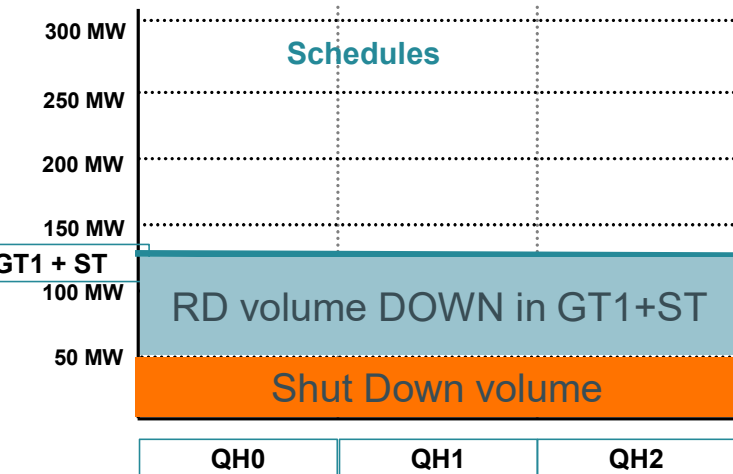 300 MW
Schedules
250 MW
200 MW
150 MW
GT1 + ST
100 MW
RD volume DOWN in GT1+ST
50 MW
Shut Down volume
QH0 QH1 QH2